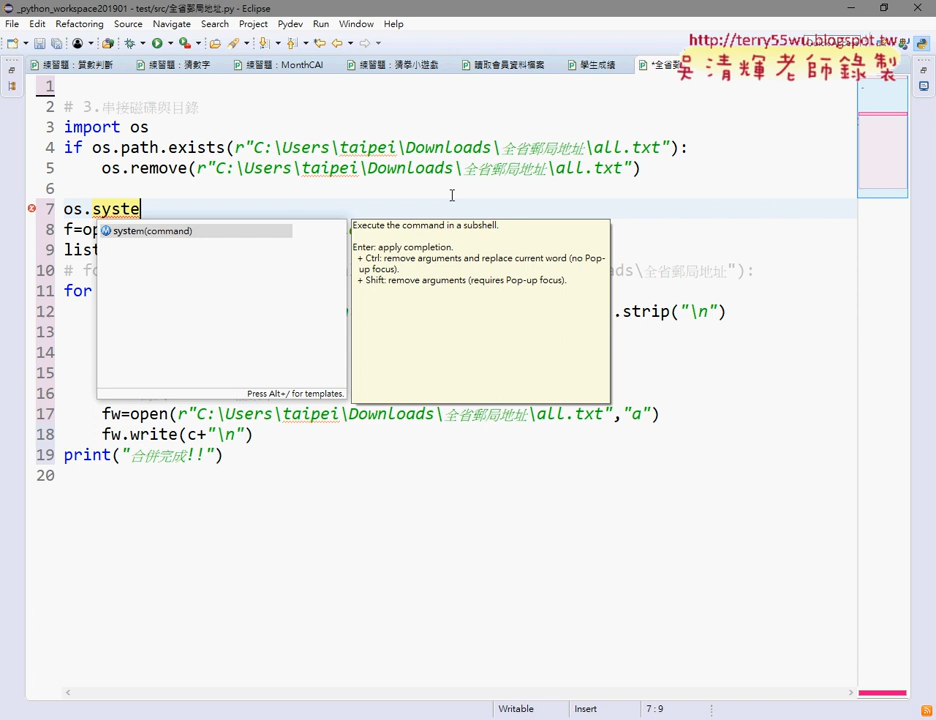 _python_workspace201901 - test/src/全省郵局地址.py - Eclipse
File Edit Refactoring Source Navigate Search Project Pydev Run Window Help
http://terry55wu.blogspot.tw
吳清輝老師錄製
練習題：質數判斷 練習題：猜數字 練習題：MonthCAI 練習題：猜拳小遊戲 讀取會員資料檔案 學生成績
1
2 # 3.串接磁碟與目錄
3 import os
4 if os.path.exists(r"C:\Users\taipei\Downloads\全省郵局地址\all.txt"):
5 os.remove(r"C:\Users\taipei\Downloads\全省郵局地址\all.txt")
6
7 os.syste
8 f=op
9 list
10 # fo ds\全省郵局地址"):
11 for
12 .strip("\n")
13
14
15
16
17 fw=open(r"C:\Users\taipei\Downloads\全省郵局地址\all.txt","a")
18 fw.write(c+"\n")
19 print("合併完成!!")
20
system(command)
Press Alt+/ for templates.
Execute the command in a subshell.
Enter: apply completion.
+ Ctrl: remove arguments and replace current word (no Pop-
up focus).
+ Shift: remove arguments (requires Pop-up focus).
Writable Insert 7 : 9